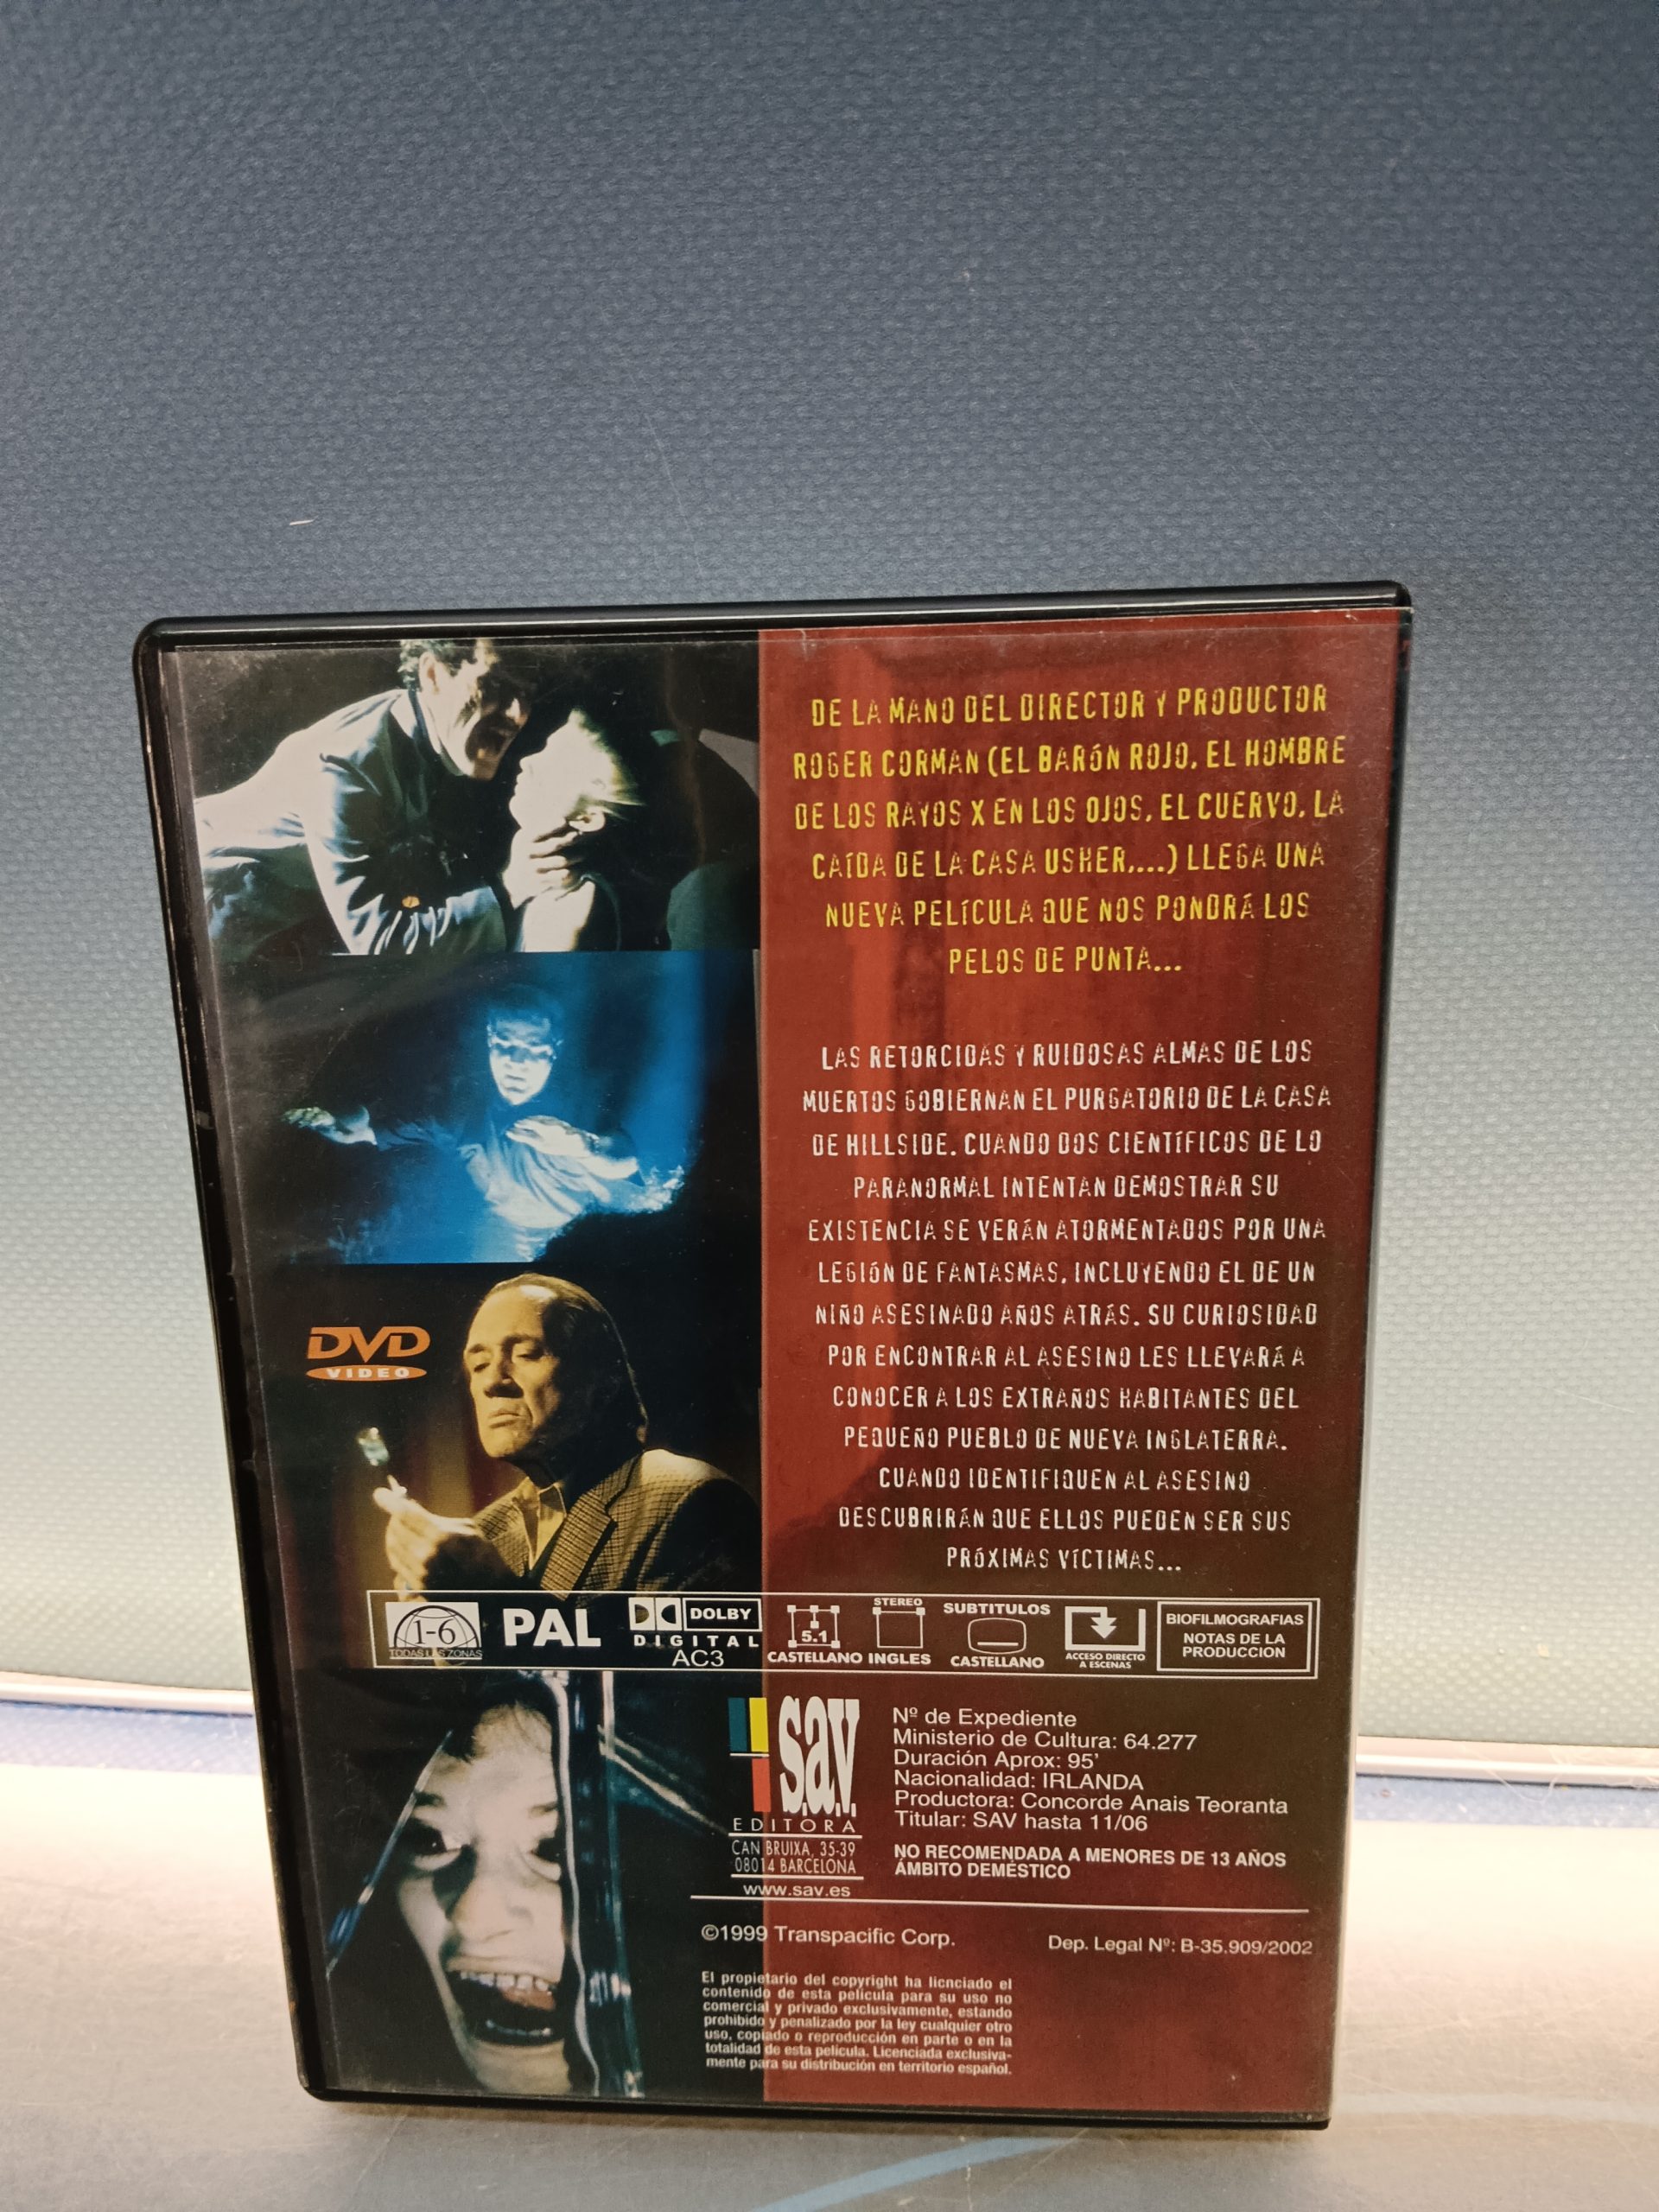 DE LA MANO DEL DIRECTOR Y PRODUCTOR
ROGER CORMAN (EL BARÓN ROJO, EL HOMBRE
DE LOS RAYOS X EN LOS OJOS, EL CUERVO, LA
CAÍDA DE LA CASA USHER,...) LLEGA UNA
NUEVA PELÍCULA QUE NOS PONDRÁ LOS
PELOS DE PUNTA...
LAS RETORCIDAS Y RUIDOSAS ALMAS DE LOS
MUERTOS GOBIERNAN EL PURGATORIO DE LA CASA
DE HILLSIDE. CUANDO DOS CIENTÍFICOS DE LO
PARANORMAL INTENTAN DEMOSTRAR SU
EXISTENCIA SE VERÁN ATORMENTADOS POR UNA
LEGIÓN DE FANTASMAS, INCLUYENDO EL DE UN
NIÑO ASESINADO AÑOS ATRÁS. SU CURIOSIDAD
POR ENCONTRAR AL ASESINO LES LLEVARÁ A
CONOCER A LOS EXTRAÑOS HABITANTES DEL
PEQUEÑO PUEBLO DE NUEVA INGLATERRA.
CUANDO IDENTIFIQUEN AL ASESINO
DESCUBRIRÁN QUE ELLOS PUEDEN SER SUS
PRÓXIMAS VÍCTIMAS...
DVD
VIDEO
1-6
TODAS LAS ZONAS
PAL
DOLBY
DIGITAL
AC3
5.1
CASTELLANO
STEREO
INGLES
SUBTITULOS
CASTELLANO
ACCESO DIRECTO
A ESCENAS
BIOFILMOGRAFIAS
NOTAS DE LA
PRODUCCION
s.a.v.
EDITORA
CAN BRUIXA, 35-39
08014 BARCELONA
www.sav.es
Nº de Expediente
Ministerio de Cultura: 64.277
Duración Aprox: 95'
Nacionalidad: IRLANDA
Productora: Concorde Anais Teoranta
Titular: SAV hasta 11/06
NO RECOMENDADA A MENORES DE 13 AÑOS
ÁMBITO DEMÉSTICO
©1999 Transpacific Corp.
Dep. Legal Nº: B-35.909/2002
El propietario del copyright ha licnciado el
contenido de esta película para su uso no
comercial y privado exclusivamente, estando
prohibido y penalizado por la ley cualquier otro
uso, copiado o reproducción en parte o en la
totalidad de esta película. Licenciada exclusiva-
mente para su distribución en territorio español.